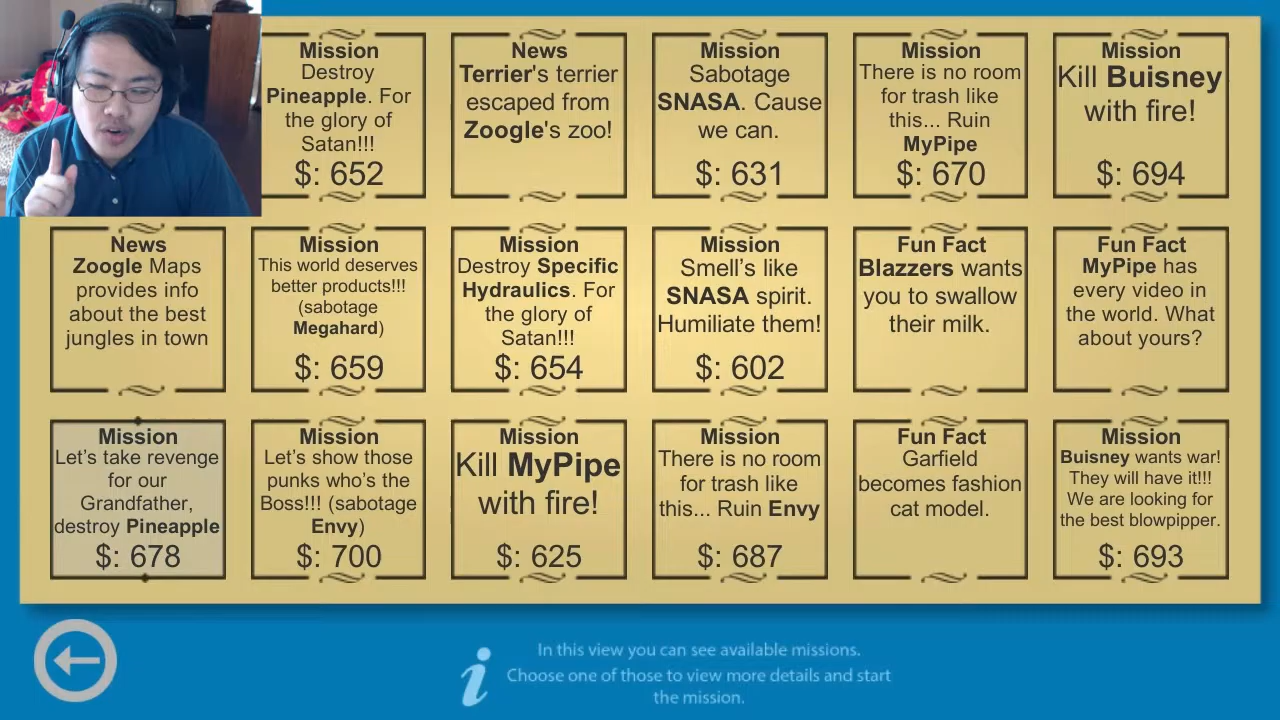 Mission
Destroy
Pineapple. For
the glory of
Satan!!!
$: 652
News
Terrier's terrier
escaped from
Zoogle's zoo!
Mission
Sabotage
SNASA. Cause
we can.
$: 631
Mission
There is no room
for trash like
this... Ruin
MyPipe
$: 670
Mission
Kill Buisney
with fire!
$: 694
News
Zoogle Maps
provides info
about the best
jungles in town
Mission
This world deserves
better products!!!
(sabotage
Megahard)
$: 659
Mission
Destroy Specific
Hydraulics. For
the glory of
Satan!!!
$: 654
Mission
Smell's like
SNASA spirit.
Humiliate them!
$: 602
Fun Fact
Blazzers wants
you to swallow
their milk.
Fun Fact
MyPipe has
every video in
the world. What
about yours?
Mission
Let's take revenge
for our
Grandfather,
destroy Pineapple
$: 678
Mission
Let's show those
punks who's the
Boss!!! (sabotage
Envy)
$: 700
Mission
Kill MyPipe
with fire!
$: 625
Mission
There is no room
for trash like
this... Ruin Envy
$: 687
Fun Fact
Garfield
becomes fashion
cat model.
Mission
Buisney wants war!
They will have it!!!
We are looking for
the best blowpipper.
$: 693
In this view you can see available missions.
Choose one of those to view more details and start
the mission.